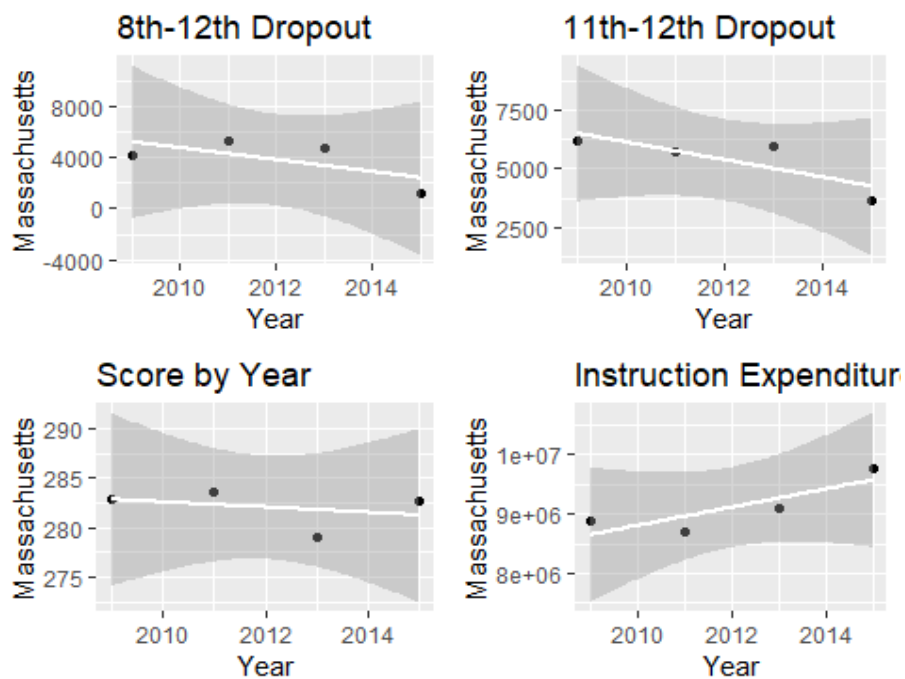 8th-12th Dropout
Massachusetts
8000
4000
0
-4000
2010 2012 2014
Year
11th-12th Dropout
Massachusetts
7500
5000
2500
2010 2012 2014
Year
Score by Year
Massachusetts
290
285
280
275
2010 2012 2014
Year
Instruction Expenditur
Massachusetts
1e+07
9e+06
8e+06
2010 2012 2014
Year